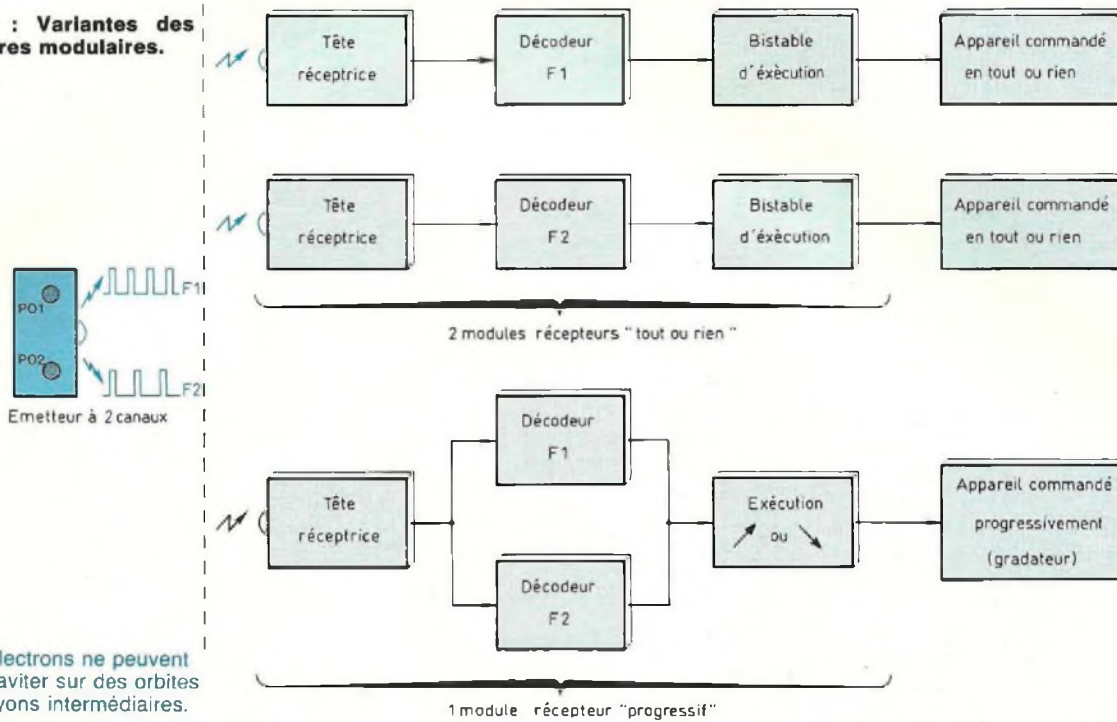 : Variantes des
res modulaires.
Tête
réceptrice
Décodeur
F1
Bistable
d'éxècution
Appareil commandé
en tout ou rien
Tête
réceptrice
Décodeur
F2
Bistable
d'éxècution
Appareil commandé
en tout ou rien
2 modules récepteurs "tout ou rien"
PO1
F1
PO2
F2
Emetteur à 2 canaux
Tête
réceptrice
Décodeur
F1
Décodeur
F2
Exécution
ou
Appareil commandé
progressivement
(gradateur)
1 module récepteur "progressif"
lectrons ne peuvent
aviter sur des orbites
yons intermédiaires.